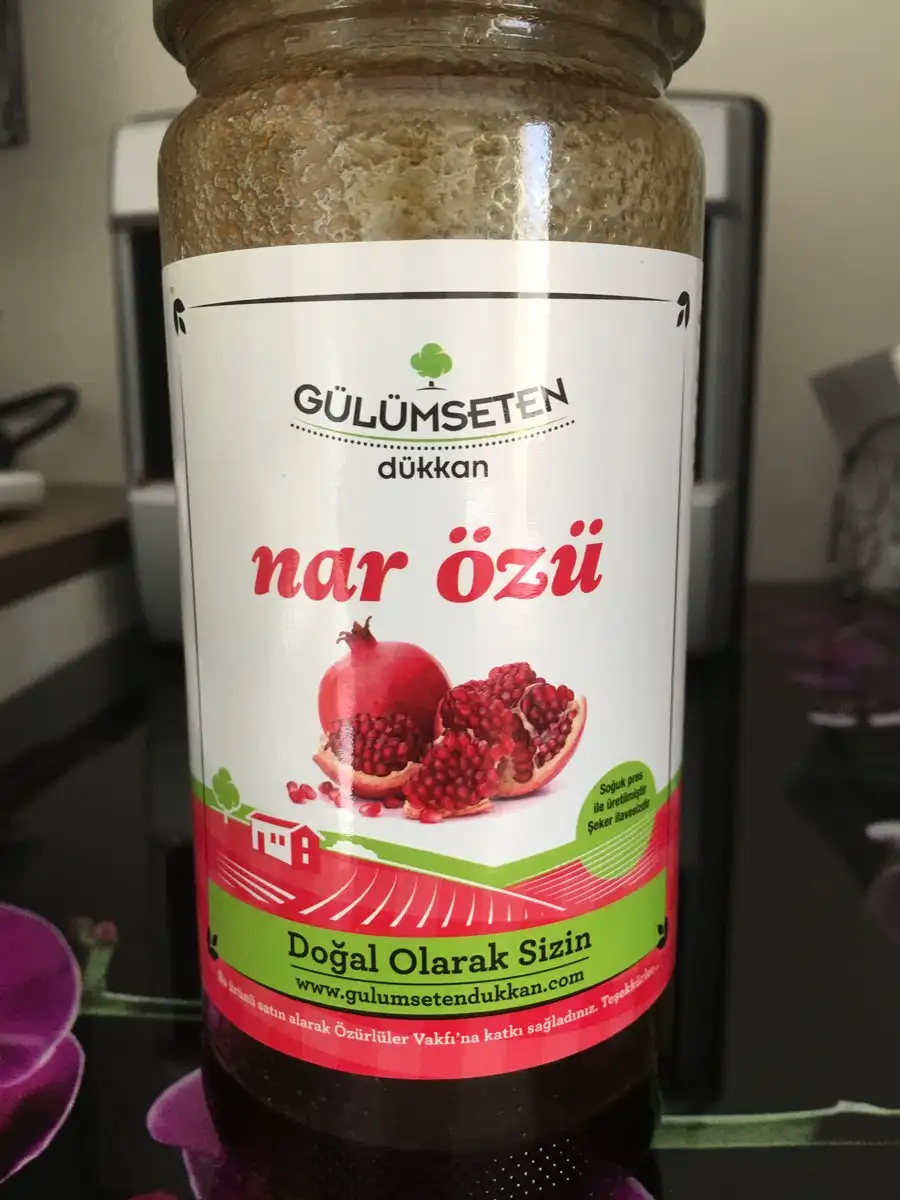 GÜLÜMSETEN
dükkan
nar özü
Soğuk pres
ile üretilmiştir
Şeker ilavesizdir
Doğal Olarak Sizin
www.gulumsetendukkan.com
Bu ürünü satın alarak Özürlüler Vakfı'na katkı sağladınız. Teşekkürler...